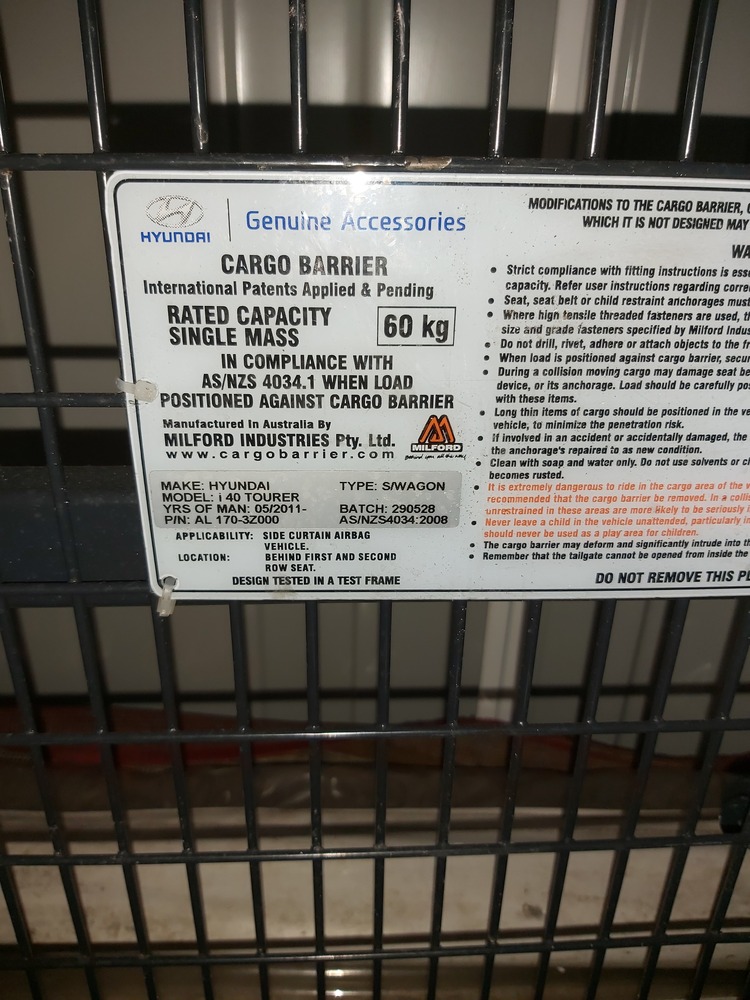 HYUNDAI
Genuine Accessories
CARGO BARRIER
International Patents Applied & Pending
RATED CAPACITY
SINGLE MASS
60 kg
IN COMPLIANCE WITH
AS/NZS 4034.1 WHEN LOAD
POSITIONED AGAINST CARGO BARRIER
Manufactured In Australia By
MILFORD INDUSTRIES Pty. Ltd.
www.cargobarrier.com
MILFORD
Behind you all the way
MAKE: HYUNDAI TYPE: S/WAGON
MODEL: i 40 TOURER
YRS OF MAN: 05/2011- BATCH: 290528
P/N: AL 170-3Z000 AS/NZS4034:2008
APPLICABILITY: SIDE CURTAIN AIRBAG
VEHICLE.
LOCATION: BEHIND FIRST AND SECOND
ROW SEAT.
DESIGN TESTED IN A TEST FRAME
MODIFICATIONS TO THE CARGO BARRIER,
WHICH IT IS NOT DESIGNED MAY
WA
• Strict compliance with fitting instructions is ess
capacity. Refer user instructions regarding corre
• Seat, seat belt or child restraint anchorages must
• Where high tensile threaded fasteners are used, th
size and grade fasteners specified by Milford Indus
• Do not drill, rivet, adhere or attach objects to the fr
• When load is positioned against cargo barrier, secur
• During a collision moving cargo may damage seat be
device, or its anchorage. Load should be carefully pos
with these items.
• Long thin items of cargo should be positioned in the ve
vehicle, to minimize the penetration risk.
• If involved in an accident or accidentally damaged, the
the anchorage's repaired to as new condition.
• Clean with soap and water only. Do not use solvents or cl
becomes rusted.
• It is extremely dangerous to ride in the cargo area of the v
recommended that the cargo barrier be removed. In a collis
unrestrained in these areas are more likely to be seriously i
• Never leave a child in the vehicle unattended, particularly
should never be used as a play area for children.
• The cargo barrier may deform and significantly intrude into th
• Remember that the tailgate cannot be opened from inside the
DO NOT REMOVE THIS PL